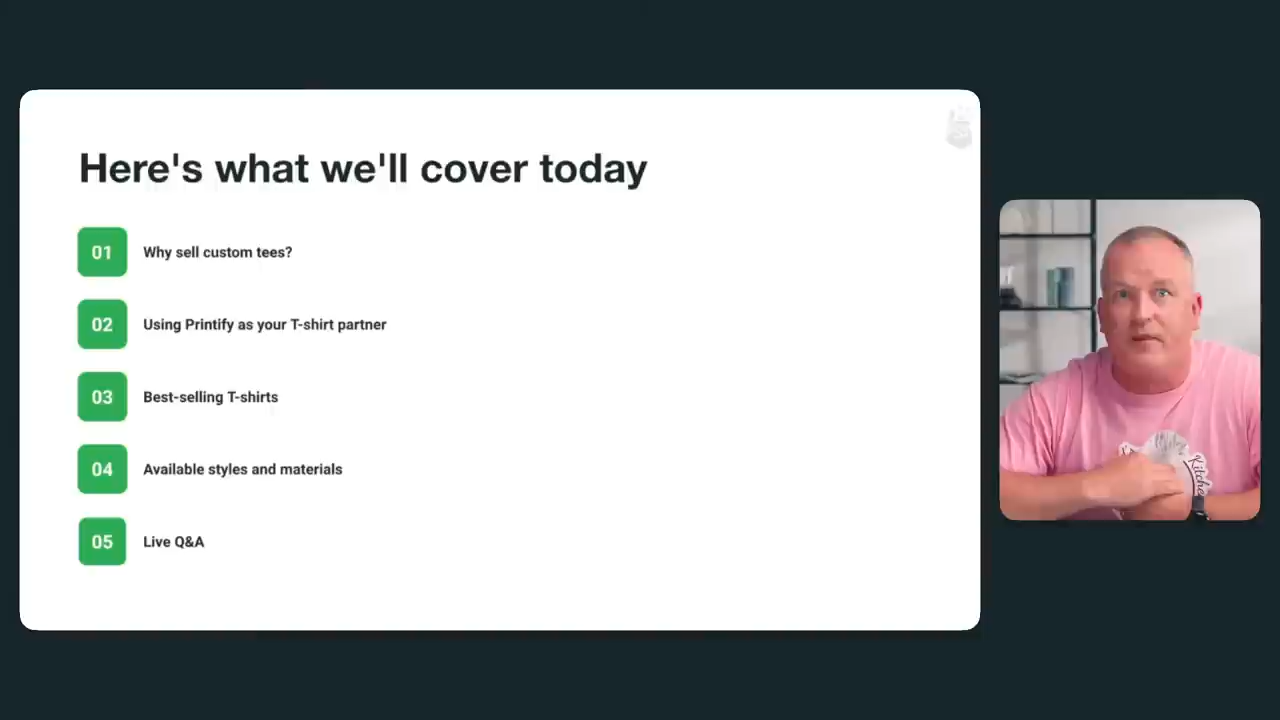 Here's what we'll cover today
01 Why sell custom tees?
02 Using Printify as your T-shirt partner
03 Best-selling T-shirts
04 Available styles and materials
05 Live Q&A
Kitchen